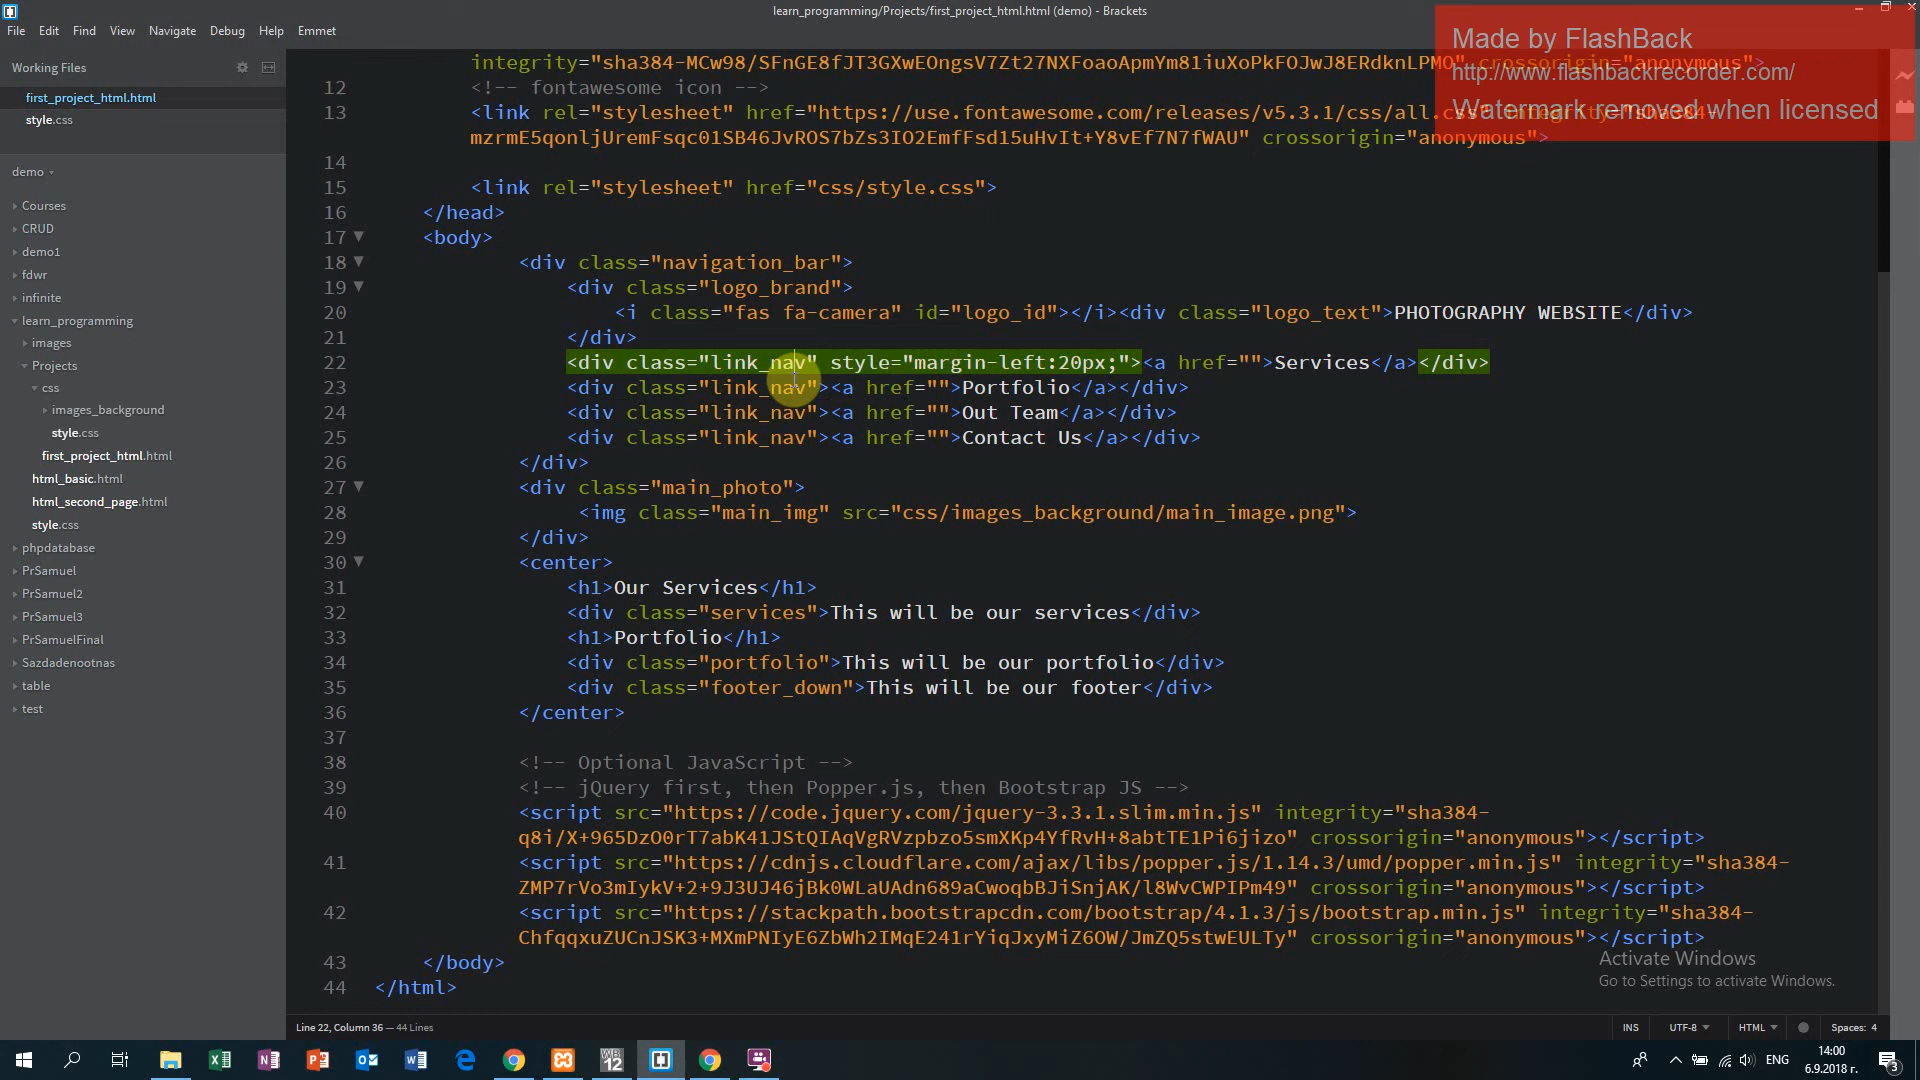 learn_programming/Projects/first_project_html.html (demo) - Brackets
File Edit Find View Navigate Debug Help Emmet
Made by FlashBack
http://www.flashbackrecorder.com/
Watermark removed when licensed
Working Files
first_project_html.html
style.css
demo
Courses
CRUD
demo1
fdwr
infinite
learn_programming
images
Projects
css
images_background
style.css
first_project_html.html
html_basic.html
html_second_page.html
style.css
phpdatabase
PrSamuel
PrSamuel2
PrSamuel3
PrSamuelFinal
Sazdadenootnas
table
test
integrity="sha384-MCw98/SFnGE8fJT3GXwEOngsV7Zt27NXFoaoApmYm81iuXoPkFOJwJ8ERdknLPMO" crossorigin="anonymous">
12 <!-- fontawesome icon -->
13 <link rel="stylesheet" href="https://use.fontawesome.com/releases/v5.3.1/css/all.css" integrity="sha384-
mzrmE5qonljUremFsqc01SB46JvROS7bZs3IO2EmfFsd15uHvIt+Y8vEf7N7fWAU" crossorigin="anonymous">
14
15 <link rel="stylesheet" href="css/style.css">
16 </head>
17 <body>
18 <div class="navigation_bar">
19 <div class="logo_brand">
20 <i class="fas fa-camera" id="logo_id"></i><div class="logo_text">PHOTOGRAPHY WEBSITE</div>
21 </div>
22 <div class="link_nav" style="margin-left:20px;"><a href="">Services</a></div>
23 <div class="link_nav"><a href="">Portfolio</a></div>
24 <div class="link_nav"><a href="">Out Team</a></div>
25 <div class="link_nav"><a href="">Contact Us</a></div>
26 </div>
27 <div class="main_photo">
28 <img class="main_img" src="css/images_background/main_image.png">
29 </div>
30 <center>
31 <h1>Our Services</h1>
32 <div class="services">This will be our services</div>
33 <h1>Portfolio</h1>
34 <div class="portfolio">This will be our portfolio</div>
35 <div class="footer_down">This will be our footer</div>
36 </center>
37
38 <!-- Optional JavaScript -->
39 <!-- jQuery first, then Popper.js, then Bootstrap JS -->
40 <script src="https://code.jquery.com/jquery-3.3.1.slim.min.js" integrity="sha384-
q8i/X+965DzO0rT7abK41JStQIAqVgRVzpbzo5smXKp4YfRvH+8abtTE1Pi6jizo" crossorigin="anonymous"></script>
41 <script src="https://cdnjs.cloudflare.com/ajax/libs/popper.js/1.14.3/umd/popper.min.js" integrity="sha384-
ZMP7rVo3mIykV+2+9J3UJ46jBk0WLaUAdn689aCwoqbBJiSnjAK/l8WvCWPIPm49" crossorigin="anonymous"></script>
42 <script src="https://stackpath.bootstrapcdn.com/bootstrap/4.1.3/js/bootstrap.min.js" integrity="sha384-
ChfqqxuZUCnJSK3+MXmPNIyE6ZbWh2IMqE241rYiqJxyMiZ6OW/JmZQ5stwEULTy" crossorigin="anonymous"></script>
43 </body>
44 </html>
Activate Windows
Go to Settings to activate Windows.
Line 22, Column 36 — 44 Lines
INS UTF-8 HTML Spaces: 4
WB
12
ENG
14:00
6.9.2018 г.
3